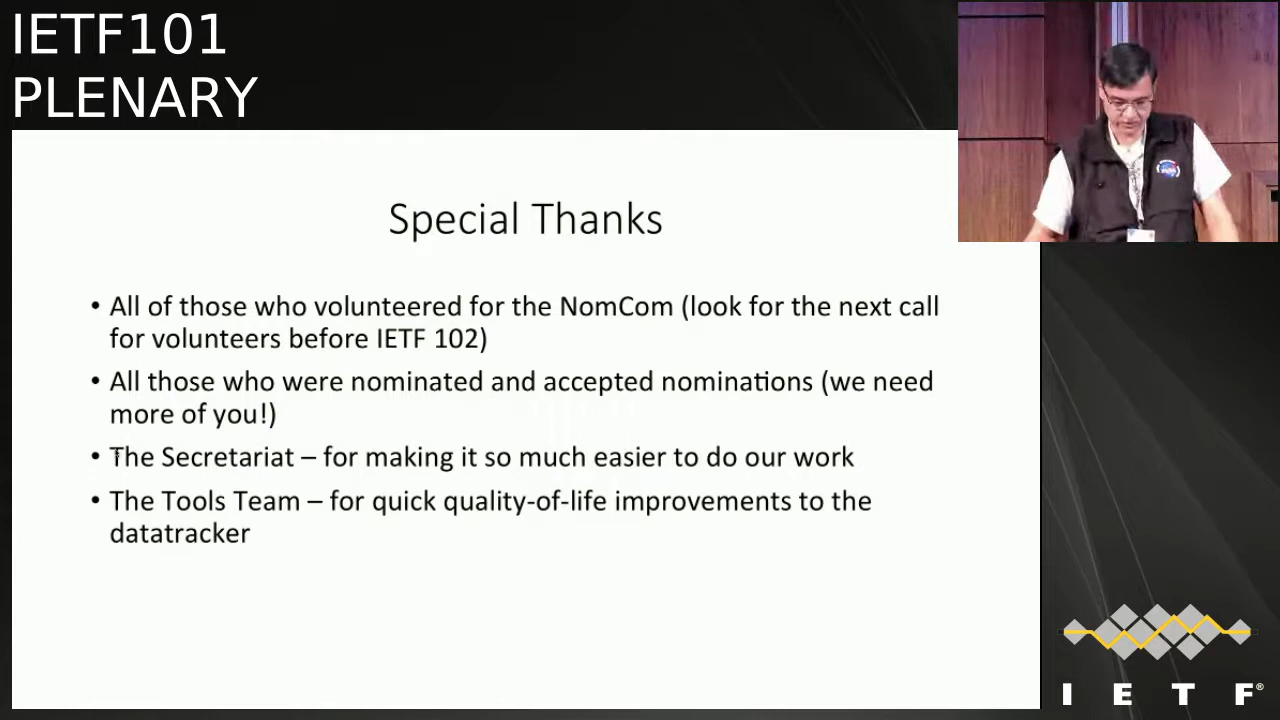 IETF101
PLENARY
Special Thanks
• All of those who volunteered for the NomCom (look for the next call
for volunteers before IETF 102)
• All those who were nominated and accepted nominations (we need
more of you!)
• The Secretariat – for making it so much easier to do our work
• The Tools Team – for quick quality-of-life improvements to the
datatracker
I E T F®